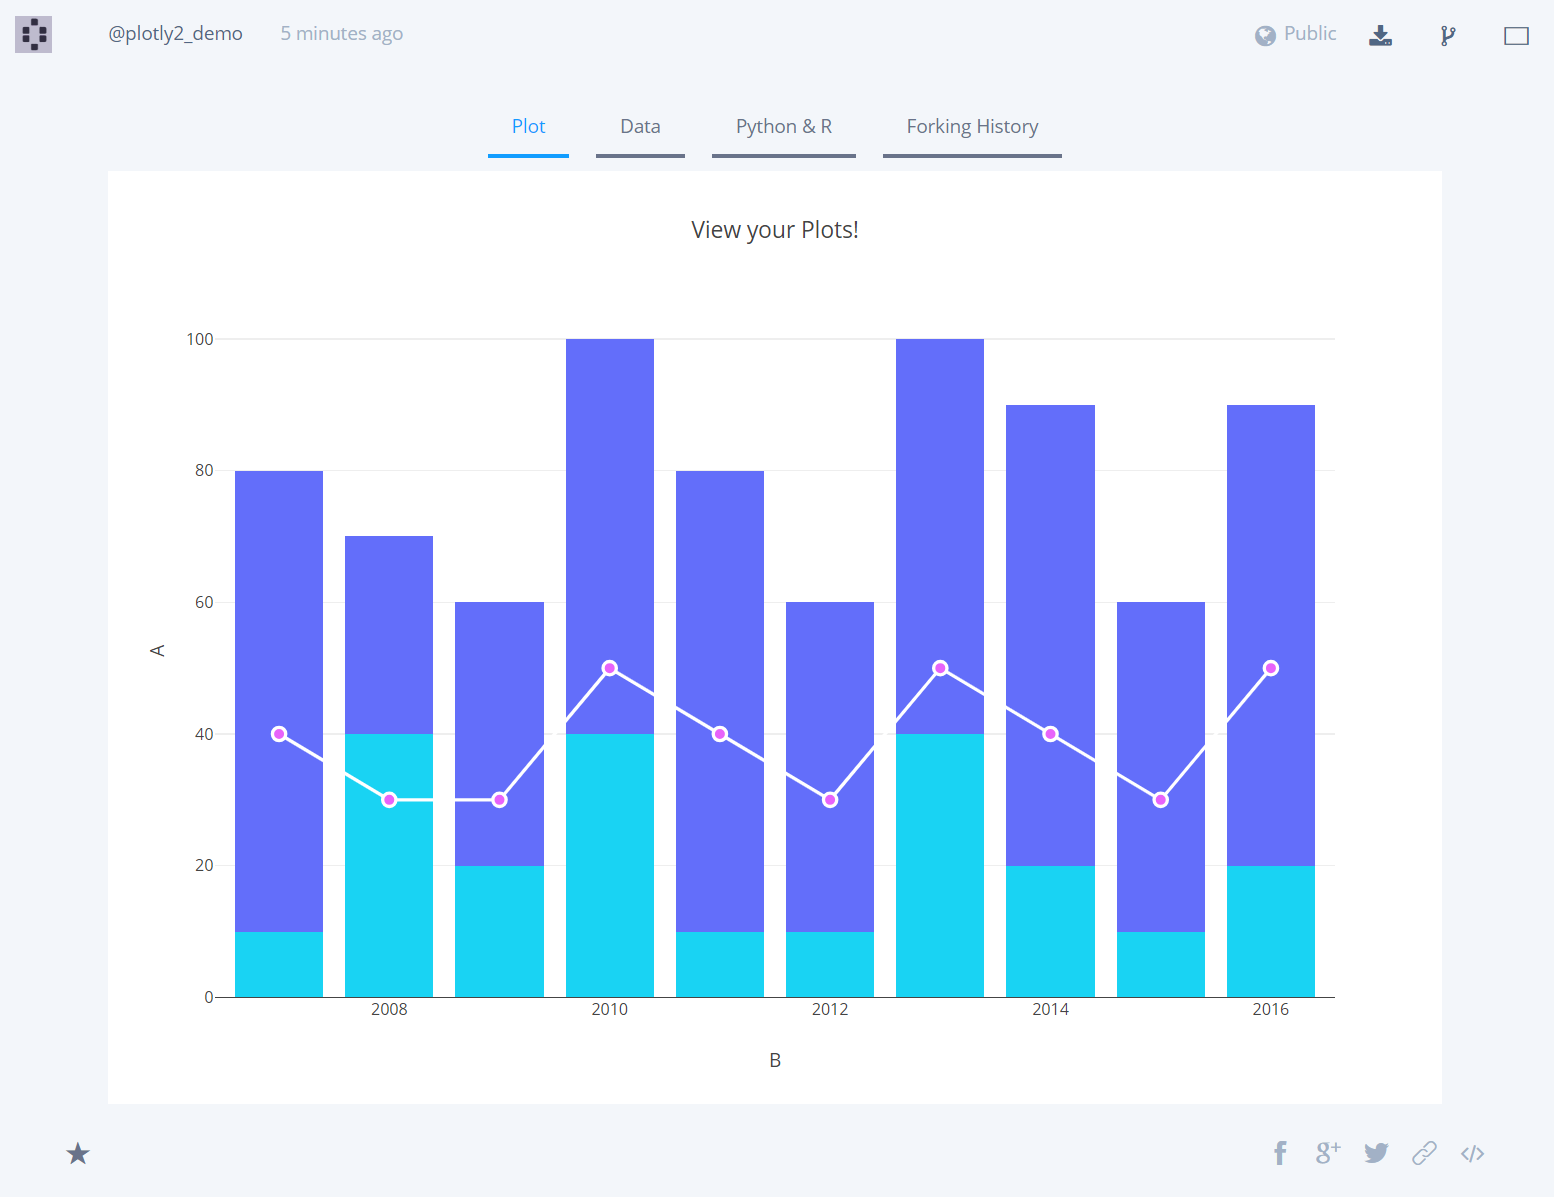 @plotly2_demo 5 minutes ago Public
Plot Data Python & R Forking History
View your Plots!
100
80
60
40
20
0
A
2008 2010 2012 2014 2016
B
f g+ </>